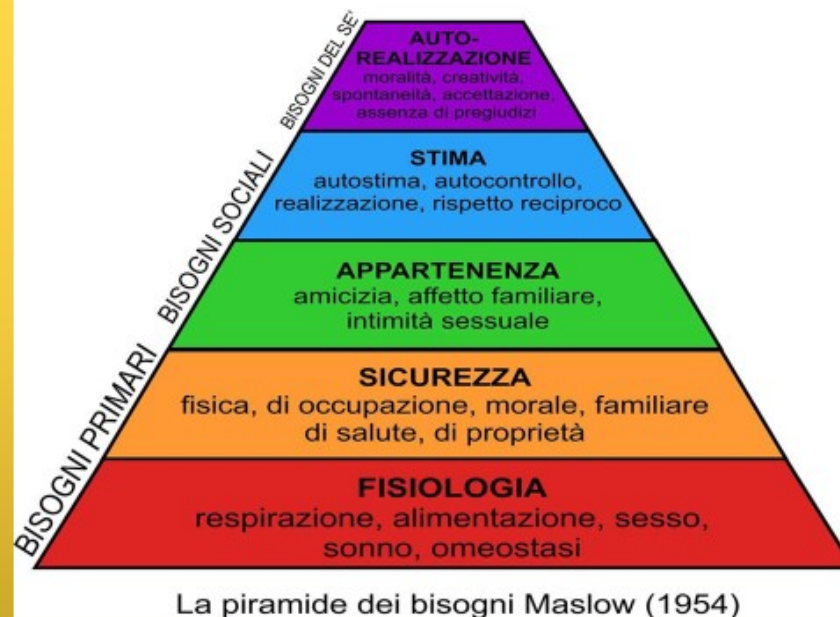 AUTO-
REALIZZAZIONE
moralità, creatività,
spontaneità, accettazione,
assenza di pregiudizi
STIMA
autostima, autocontrollo,
realizzazione, rispetto reciproco
APPARTENENZA
amicizia, affetto familiare,
intimità sessuale
SICUREZZA
fisica, di occupazione, morale, familiare
di salute, di proprietà
FISIOLOGIA
respirazione, alimentazione, sesso,
sonno, omeostasi
BISOGNI DEL SE'
BISOGNI SOCIALI
BISOGNI PRIMARI
La piramide dei bisogni Maslow (1954)